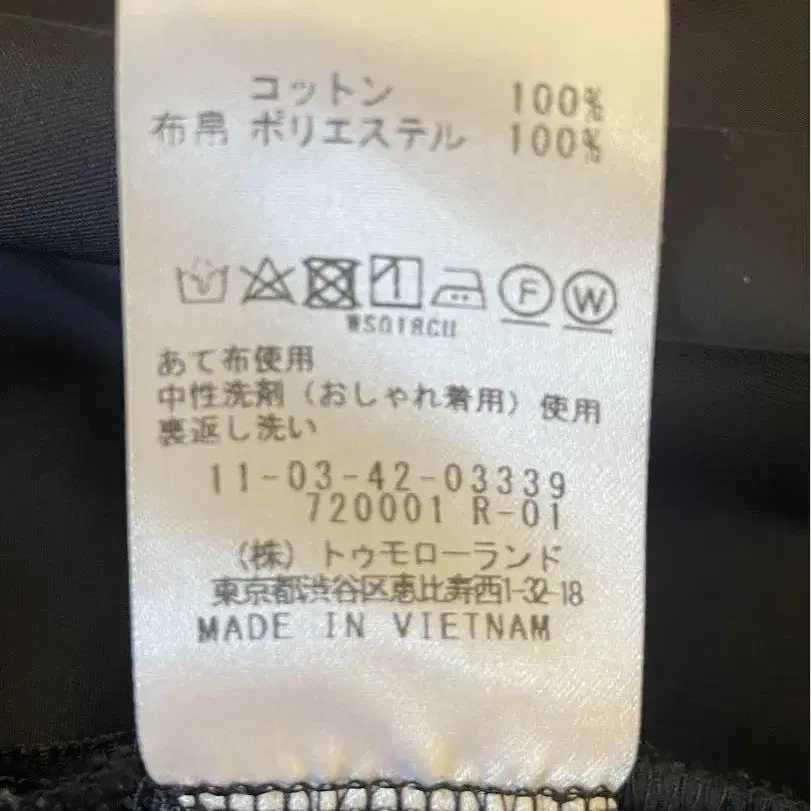 コットン 100%
布帛 ポリエステル 100%
F W
WS018CU
あて布使用
中性洗剤（おしゃれ着用）使用
裏返し洗い
11-03-42-03339
720001 R-01
（株）トゥモローランド
東京都渋谷区恵比寿西1-32-18
MADE IN VIETNAM